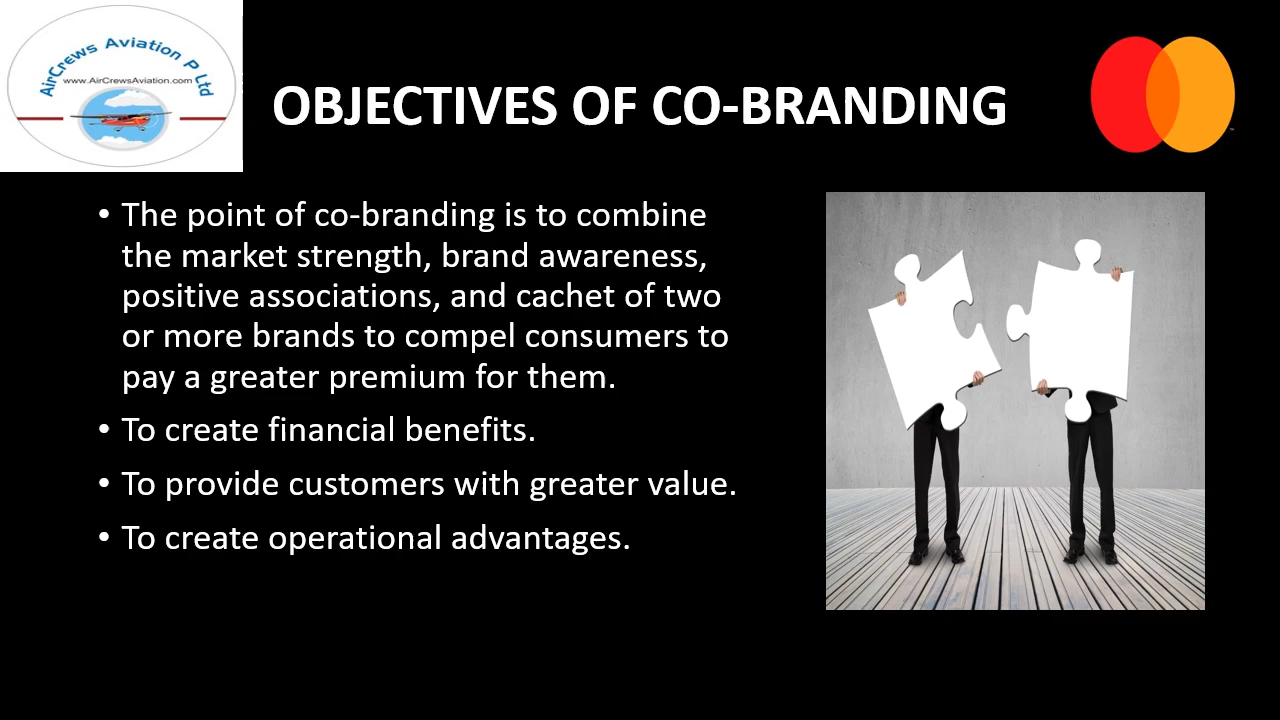 AirCrews Aviation P Ltd
www.AirCrewsAviation.com
OBJECTIVES OF CO-BRANDING
• The point of co-branding is to combine
the market strength, brand awareness,
positive associations, and cachet of two
or more brands to compel consumers to
pay a greater premium for them.
• To create financial benefits.
• To provide customers with greater value.
• To create operational advantages.